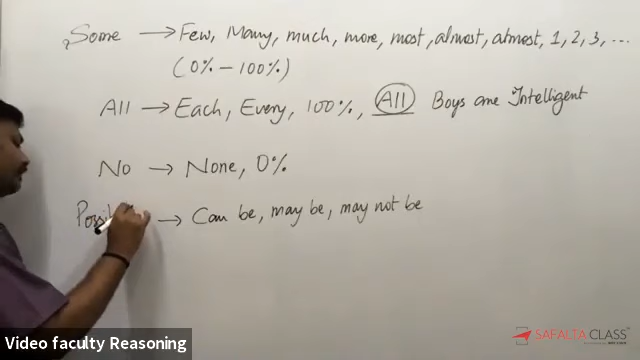 Some → Few, Many, much, more, most, almost, atmost, 1, 2, 3, ...
(0% - 100%)
All → Each, Every, 100%, All Boys are Intelligent
No → None, 0%
→ Can be, may be, may not be
Video faculty Reasoning
SAFALTA CLASS